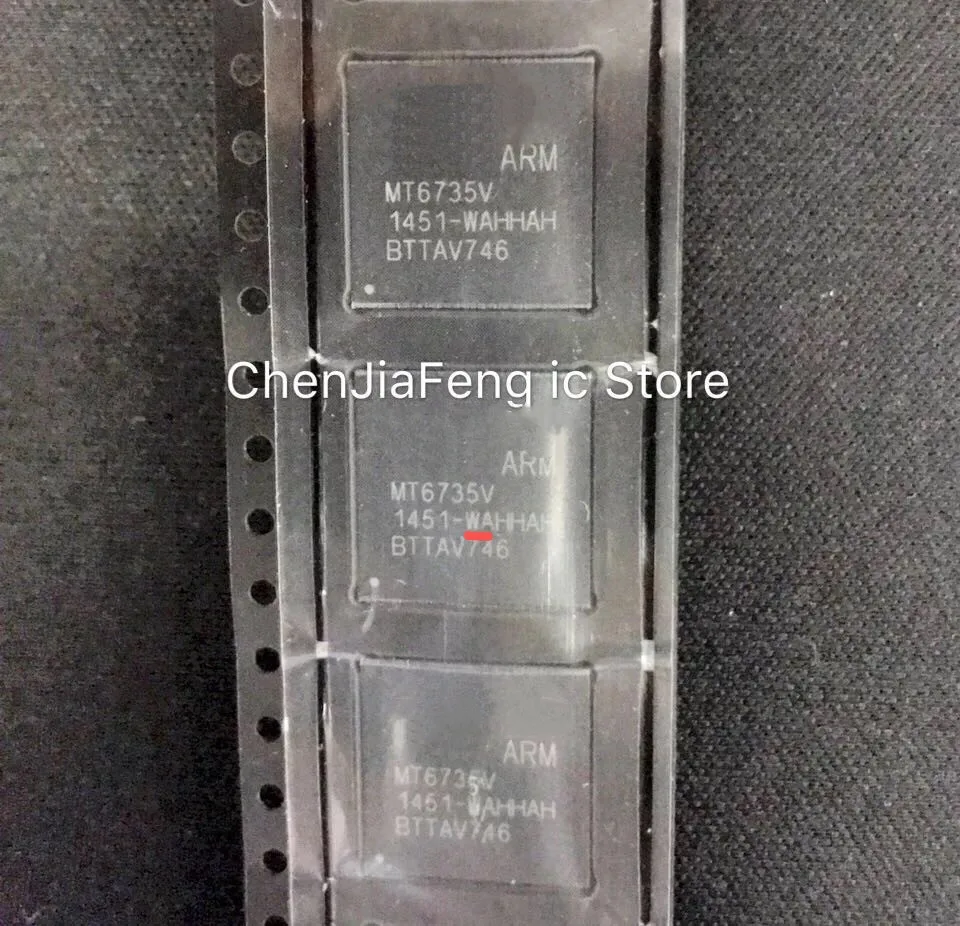 ARM
MT6735V
1451-WAHHAH
BTTAV746
ChenJiaFeng ic Store
ARM
MT6735V
1451-WAHHAH
BTTAV746
ARM
MT6735V
1451-WAHHAH
BTTAV746